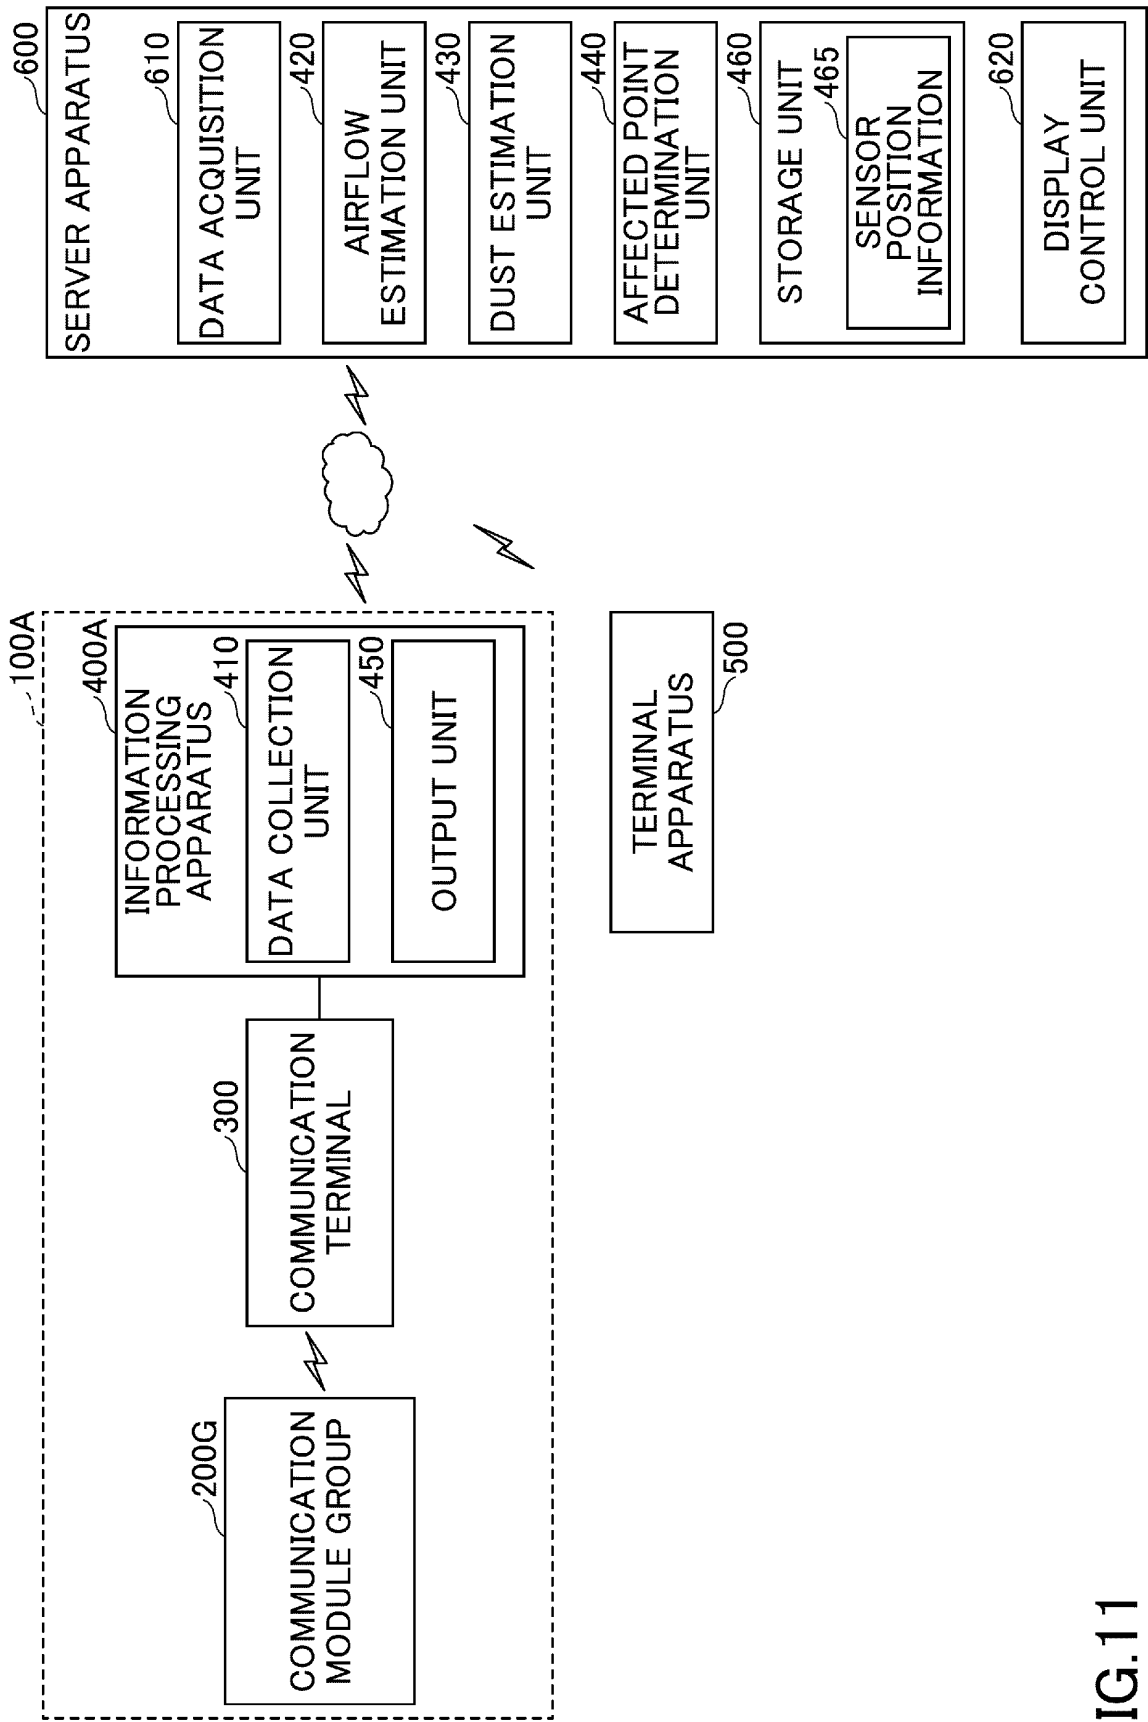 100A
200G
COMMUNICATION
MODULE GROUP
300
COMMUNICATION
TERMINAL
400A
INFORMATION
PROCESSING
APPARATUS
410
DATA COLLECTION
UNIT
450
OUTPUT UNIT
TERMINAL
APPARATUS
500
600
SERVER APPARATUS
610
DATA ACQUISITION
UNIT
420
AIRFLOW
ESTIMATION UNIT
430
DUST ESTIMATION
UNIT
440
AFFECTED POINT
DETERMINATION
UNIT
460
STORAGE UNIT
465
SENSOR
POSITION
INFORMATION
620
DISPLAY
CONTROL UNIT
IG.11